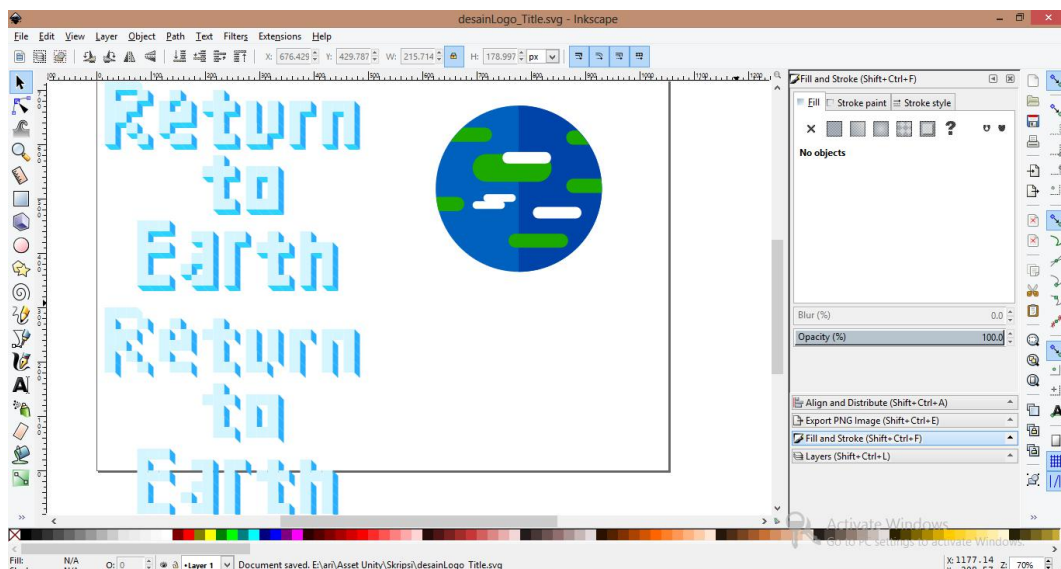 desainLogo_Title.svg - Inkscape
File Edit View Layer Object Path Text Filters Extensions Help
X: 676.429 Y: 429.787 W: 215.714 H: 178.997 px
Fill and Stroke (Shift+Ctrl+F)
Fill Stroke paint Stroke style
No objects
Return
to
Earth
Return
to
Earth
Blur (%) 0.0
Opacity (%) 100.0
Align and Distribute (Shift+Ctrl+A)
Export PNG Image (Shift+Ctrl+E)
Fill and Stroke (Shift+Ctrl+F)
Layers (Shift+Ctrl+L)
Activate Windows
Go to PC settings to activate Windows.
Fill: N/A O: 0 Layer 1 Document saved. E:\ari\Asset Unity\Skripsi\desainLogo_Title.svg X: 1177.14 Z: 70%